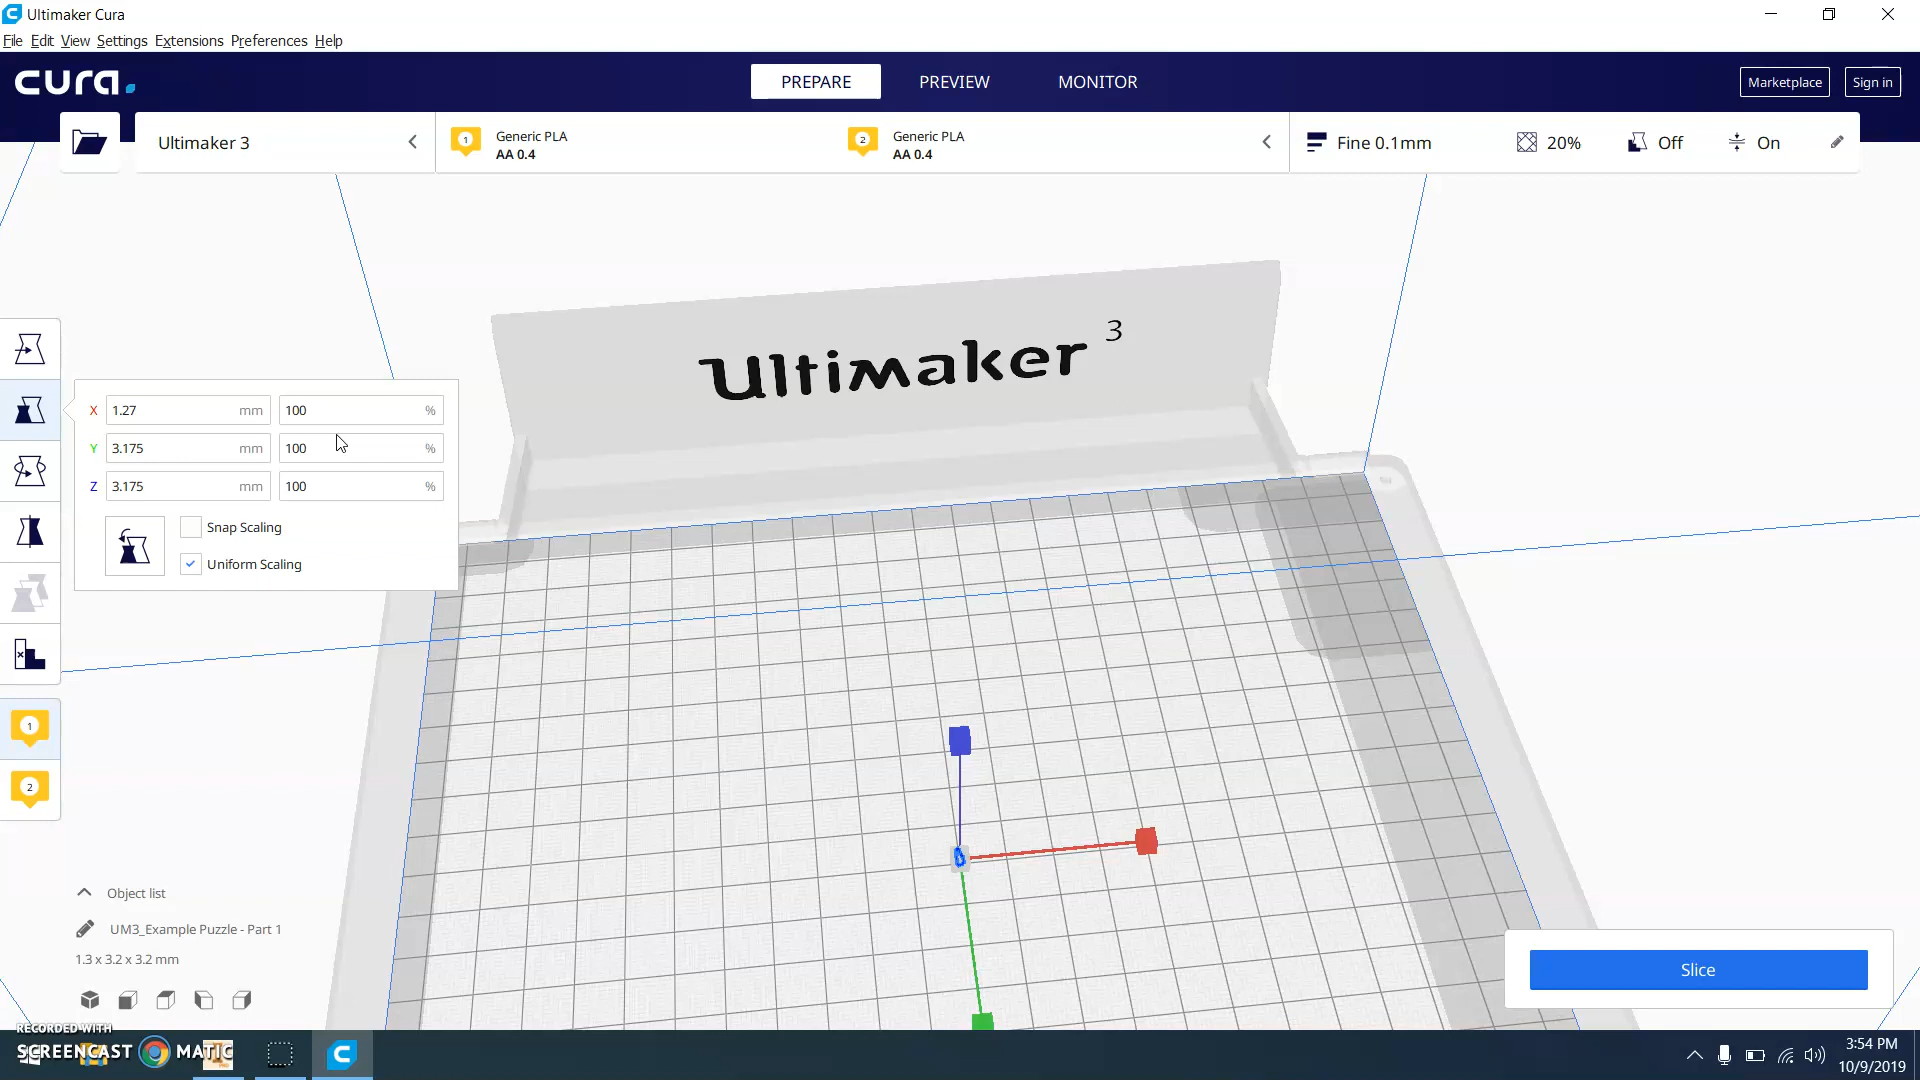 Ultimaker Cura
File Edit View Settings Extensions Preferences Help
cura.
PREPARE PREVIEW MONITOR
Marketplace Sign in
Ultimaker 3
1 Generic PLA
AA 0.4
2 Generic PLA
AA 0.4
Fine 0.1mm 20% Off On
Ultimaker 3
X 1.27 mm 100 %
Y 3.175 mm 100 %
Z 3.175 mm 100 %
Snap Scaling
Uniform Scaling
1
2
Object list
UM3_Example Puzzle - Part 1
1.3 x 3.2 x 3.2 mm
Slice
RECORDED WITH
SCREENCAST MATIC
3:54 PM
10/9/2019